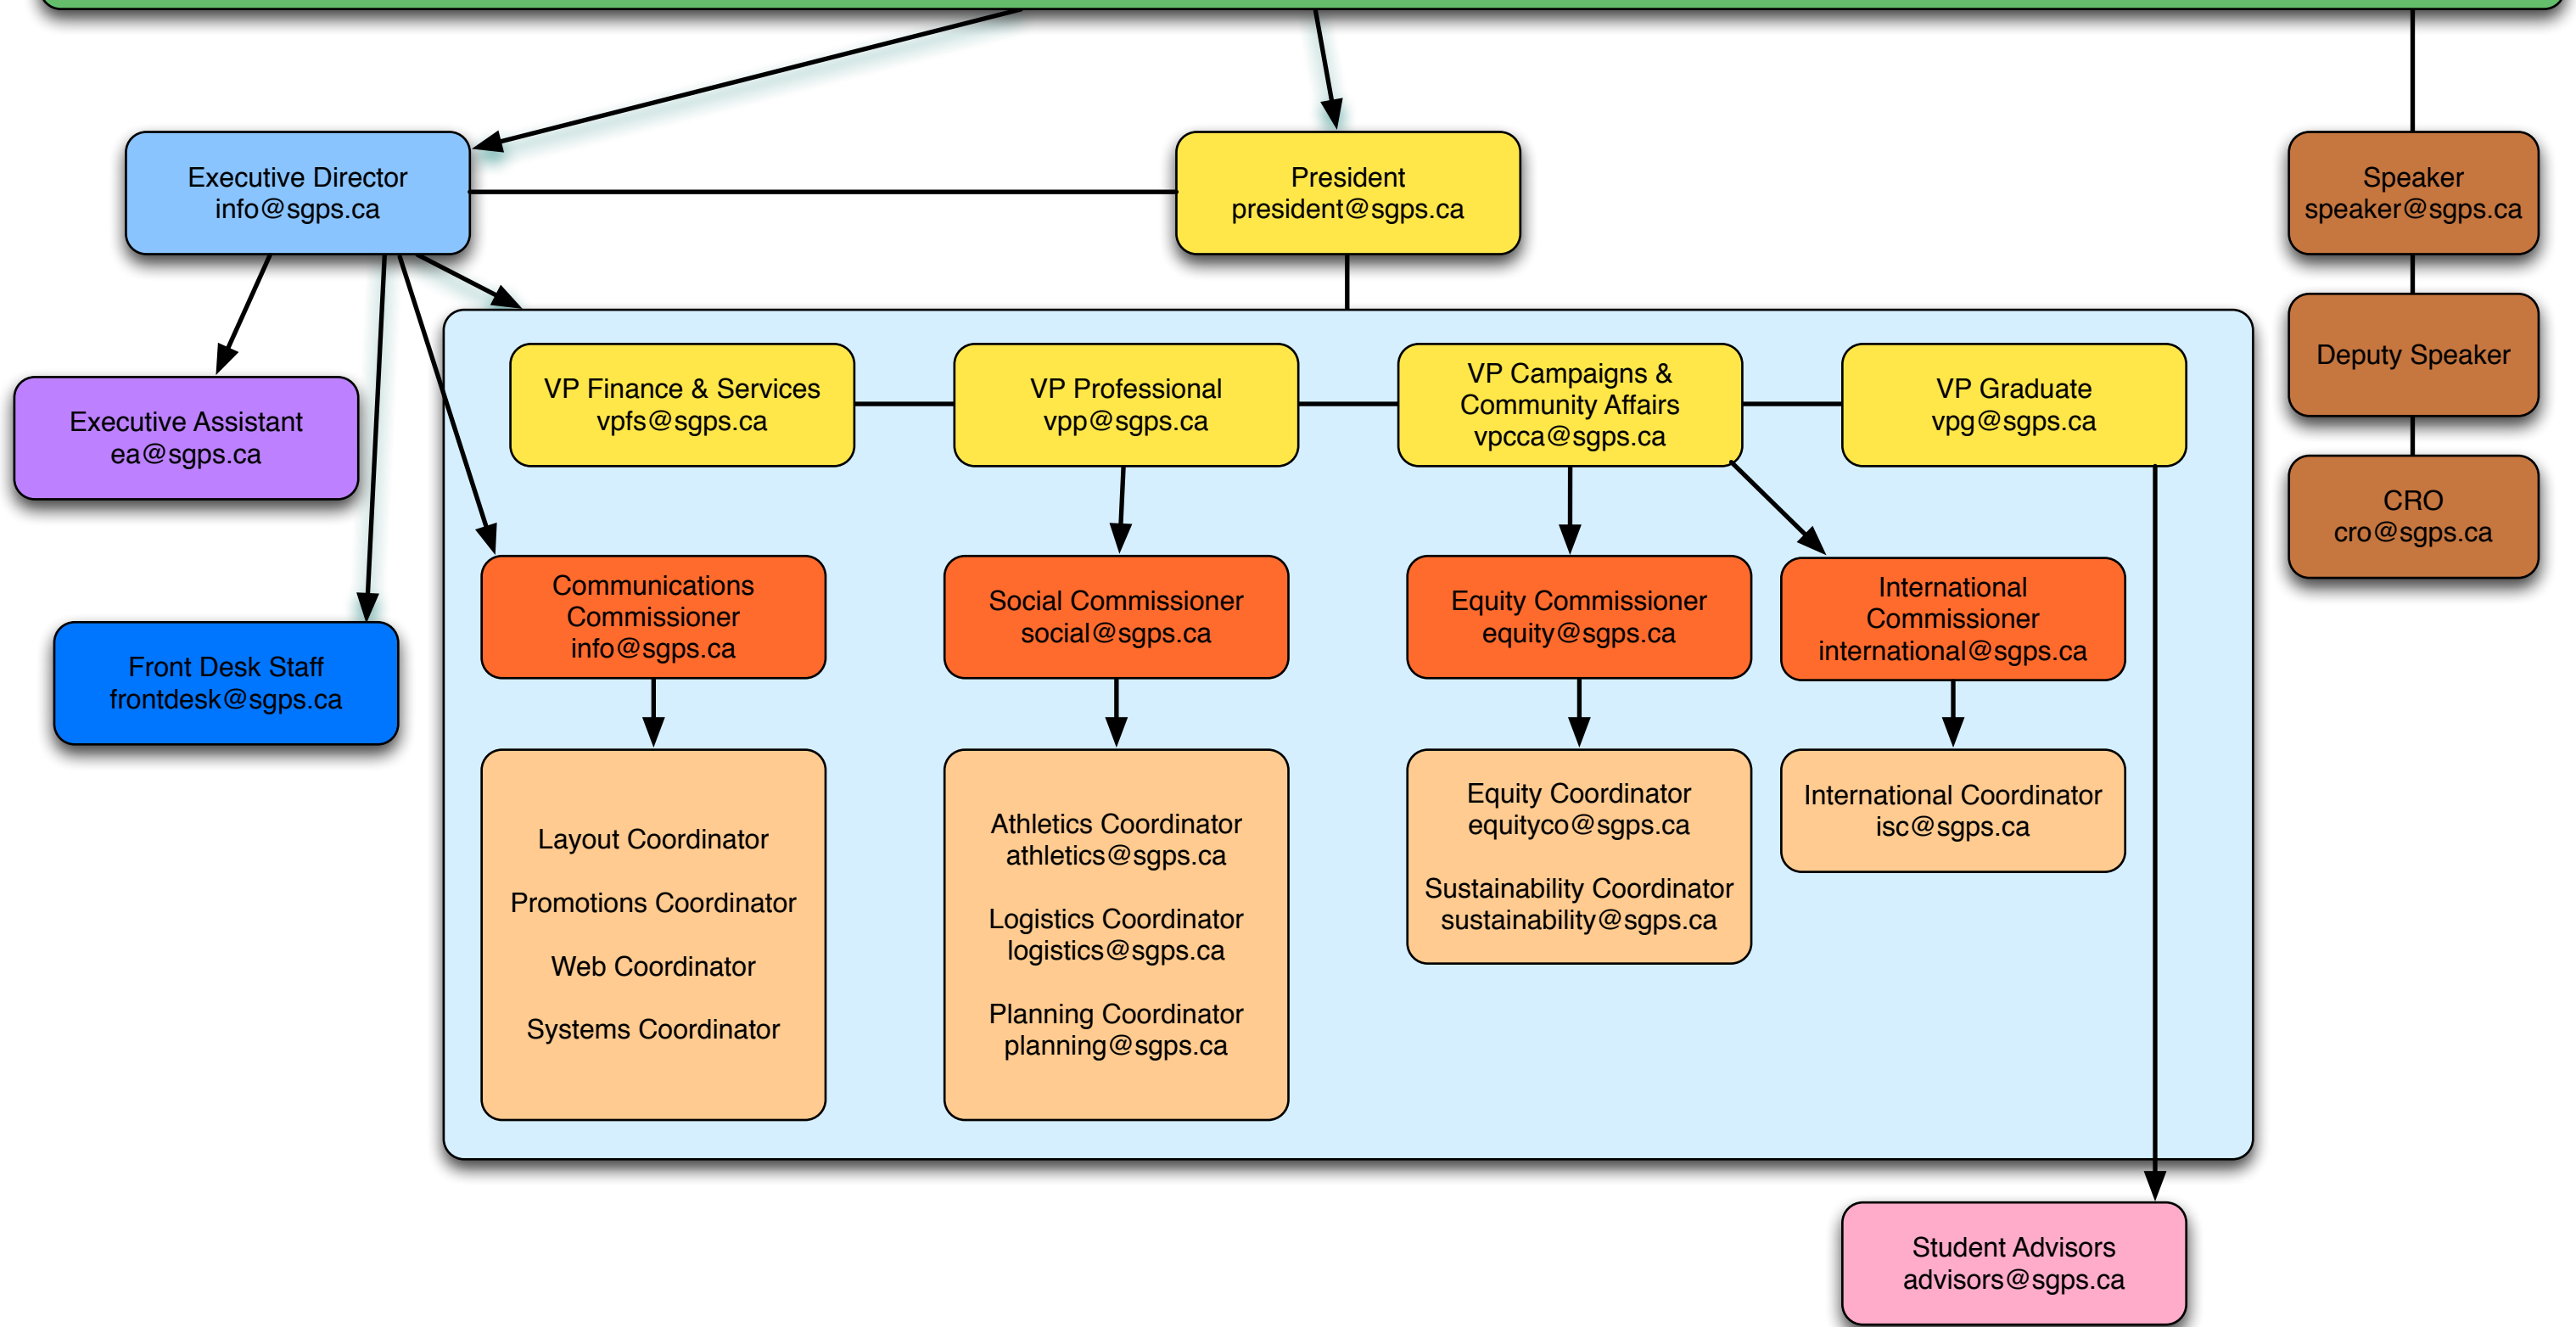 Executive Director
info@sgps.ca
President
president@sgps.ca
Speaker
speaker@sgps.ca
Deputy Speaker
CRO
cro@sgps.ca
VP Finance & Services
vpfs@sgps.ca
VP Professional
vpp@sgps.ca
VP Campaigns &
Community Affairs
vpcca@sgps.ca
VP Graduate
vpg@sgps.ca
Executive Assistant
ea@sgps.ca
Front Desk Staff
frontdesk@sgps.ca
Communications
Commissioner
info@sgps.ca
Social Commissioner
social@sgps.ca
Equity Commissioner
equity@sgps.ca
International
Commissioner
international@sgps.ca
Layout Coordinator
Promotions Coordinator
Web Coordinator
Systems Coordinator
Athletics Coordinator
athletics@sgps.ca
Logistics Coordinator
logistics@sgps.ca
Planning Coordinator
planning@sgps.ca
Equity Coordinator
equityco@sgps.ca
Sustainability Coordinator
sustainability@sgps.ca
International Coordinator
isc@sgps.ca
Student Advisors
advisors@sgps.ca